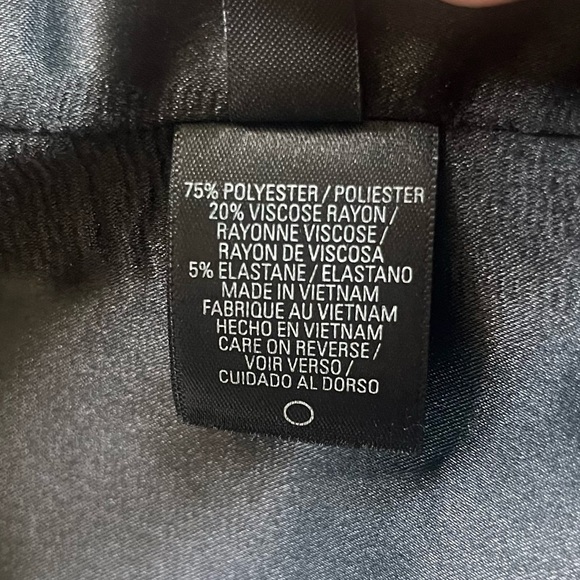 75% POLYESTER / POLIESTER
20% VISCOSE RAYON /
RAYONNE VISCOSE /
RAYON DE VISCOSA
5% ELASTANE / ELASTANO
MADE IN VIETNAM
FABRIQUE AU VIETNAM
HECHO EN VIETNAM
CARE ON REVERSE /
VOIR VERSO /
CUIDADO AL DORSO